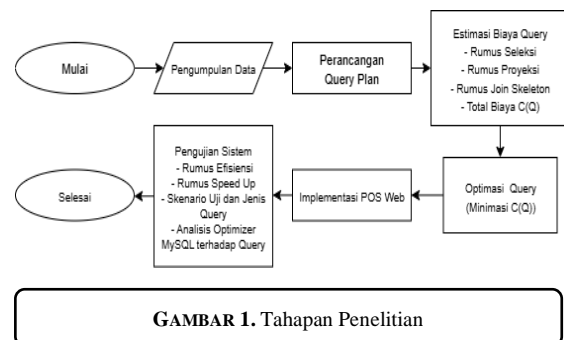 Mulai
Pengumpulan Data
Perancangan
Query Plan
Estimasi Biaya Query
- Rumus Seleksi
- Rumus Proyeksi
- Rumus Join Skeleton
- Total Biaya C(Q)
Optimasi Query
(Minimasi C(Q))
Implementasi POS Web
Pengujian Sistem
- Rumus Efisiensi
- Rumus Speed Up
- Skenario Uji dan Jenis
Query
- Analisis Optimizer
MySQL terhadap Query
Selesai
GAMBAR 1. Tahapan Penelitian